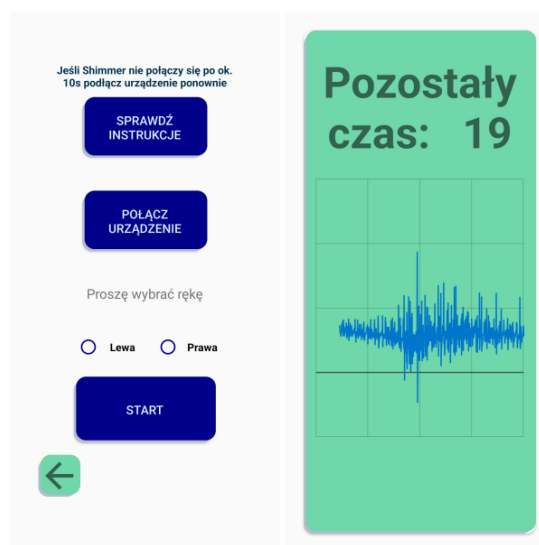 Jeśli Shimmer nie połączy się po ok.
10s podłącz urządzenie ponownie
SPRAWDŹ
INSTRUKCJE
POŁĄCZ
URZĄDZENIE
Proszę wybrać rękę
Lewa Prawa
START
Pozostały
czas: 19